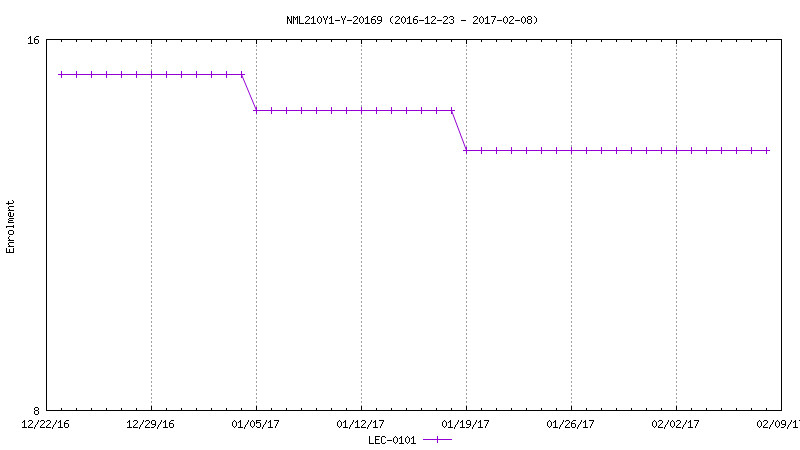 NML210Y1-Y-20169 (2016-12-23 - 2017-02-08)
16
Enrolment
8
12/22/16 12/29/16 01/05/17 01/12/17 01/19/17 01/26/17 02/02/17 02/09/1
LEC-0101